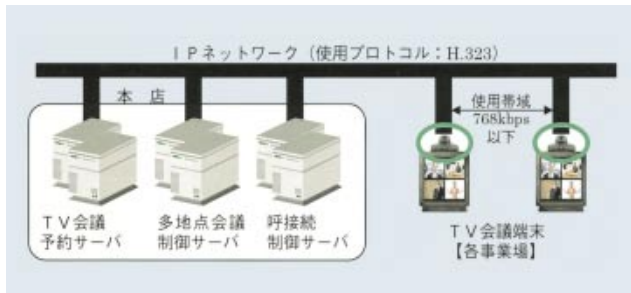 IPネットワーク（使用プロトコル：H.323）
本 店
使用帯域
768kbps
以下
TV会議
予約サーバ
多地点会議
制御サーバ
呼接続
制御サーバ
TV会議端末
【各事業場】